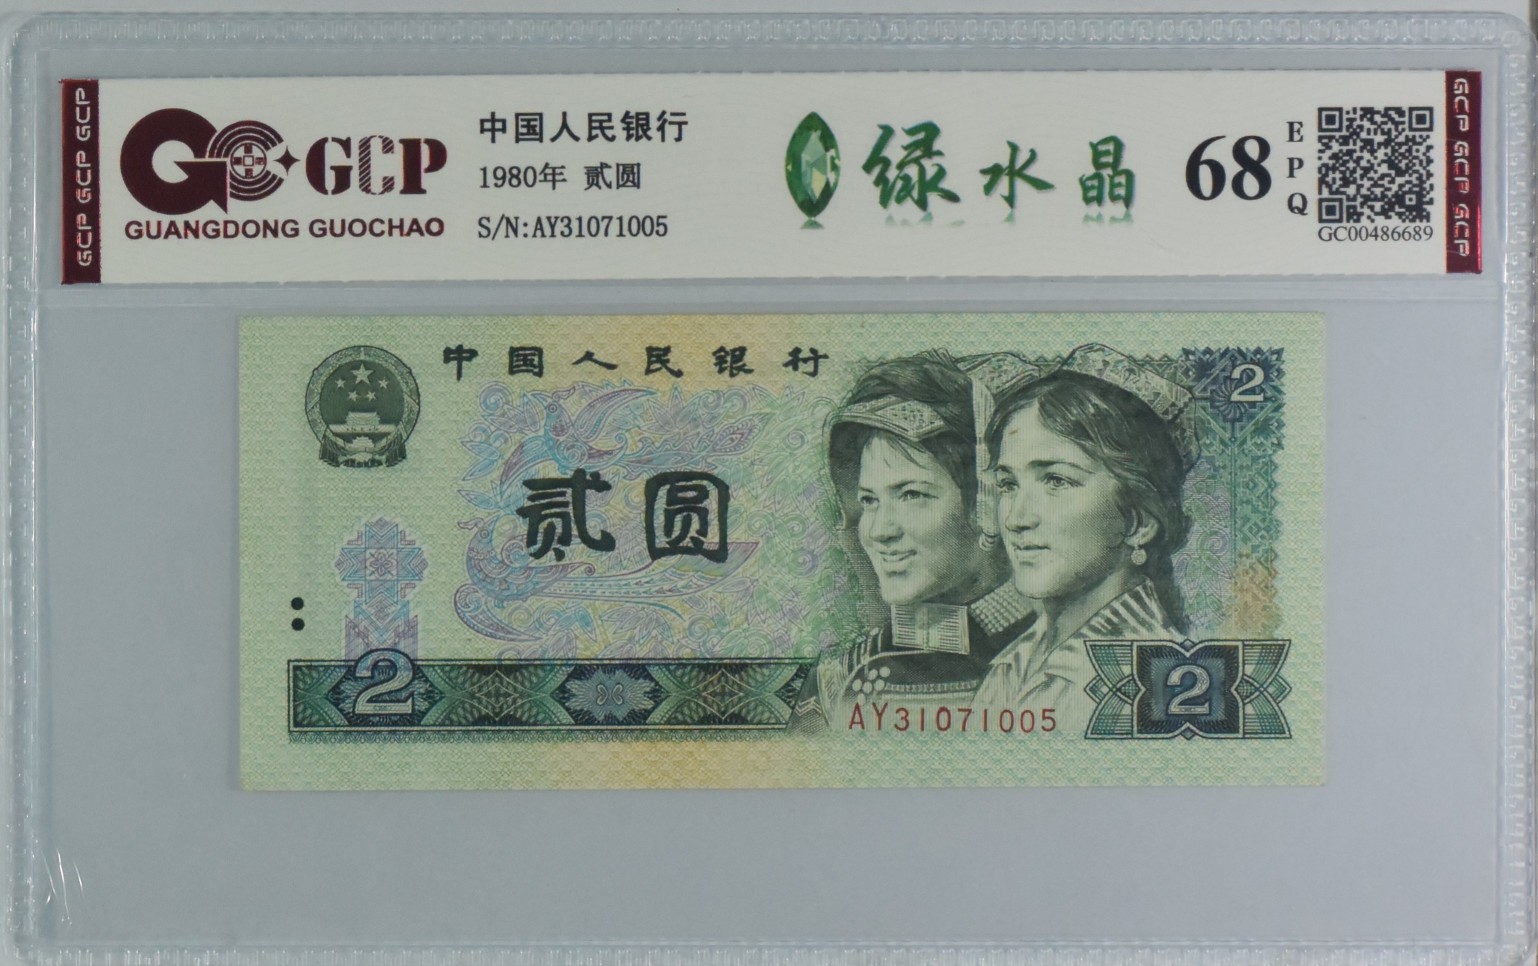 GCP GCP GCP
GCP
GUANGDONG GUOCHAO
中国人民银行
1980年 贰圆
S/N:AY31071005
绿水晶
68
EPQ
GC00486689
GCP GCP GCP
中国人民银行
2
贰圆
2
AY31071005
2